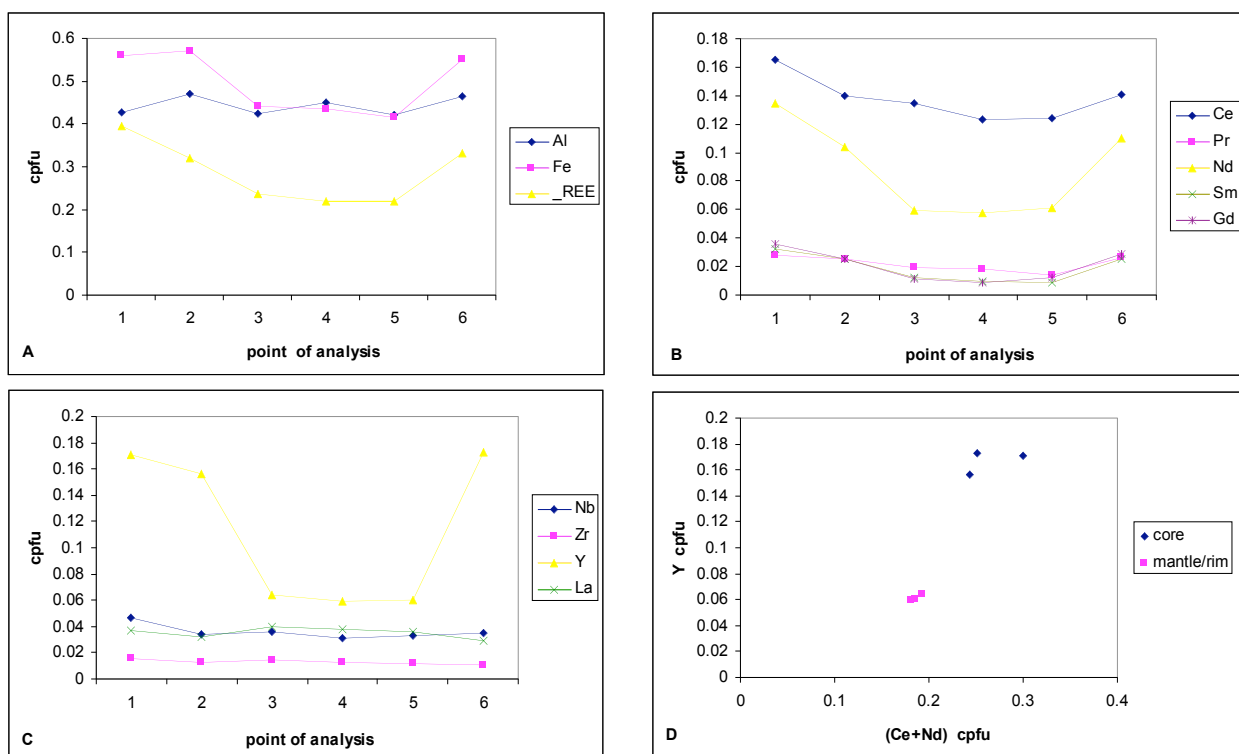 0.6
0.5
0.4
0.3
0.2
0.1
0
cpfu
1 2 3 4 5 6
point of analysis
A
Al
Fe
_REE
0.18
0.16
0.14
0.12
0.1
0.08
0.06
0.04
0.02
0
cpfu
1 2 3 4 5 6
point of analysis
B
Ce
Pr
Nd
Sm
Gd
0.2
0.18
0.16
0.14
0.12
0.1
0.08
0.06
0.04
0.02
0
cpfu
1 2 3 4 5 6
point of analysis
C
Nb
Zr
Y
La
0.2
0.18
0.16
0.14
0.12
0.1
0.08
0.06
0.04
0.02
0
Y cpfu
0 0.1 0.2 0.3 0.4
(Ce+Nd) cpfu
D
core
mantle/rim